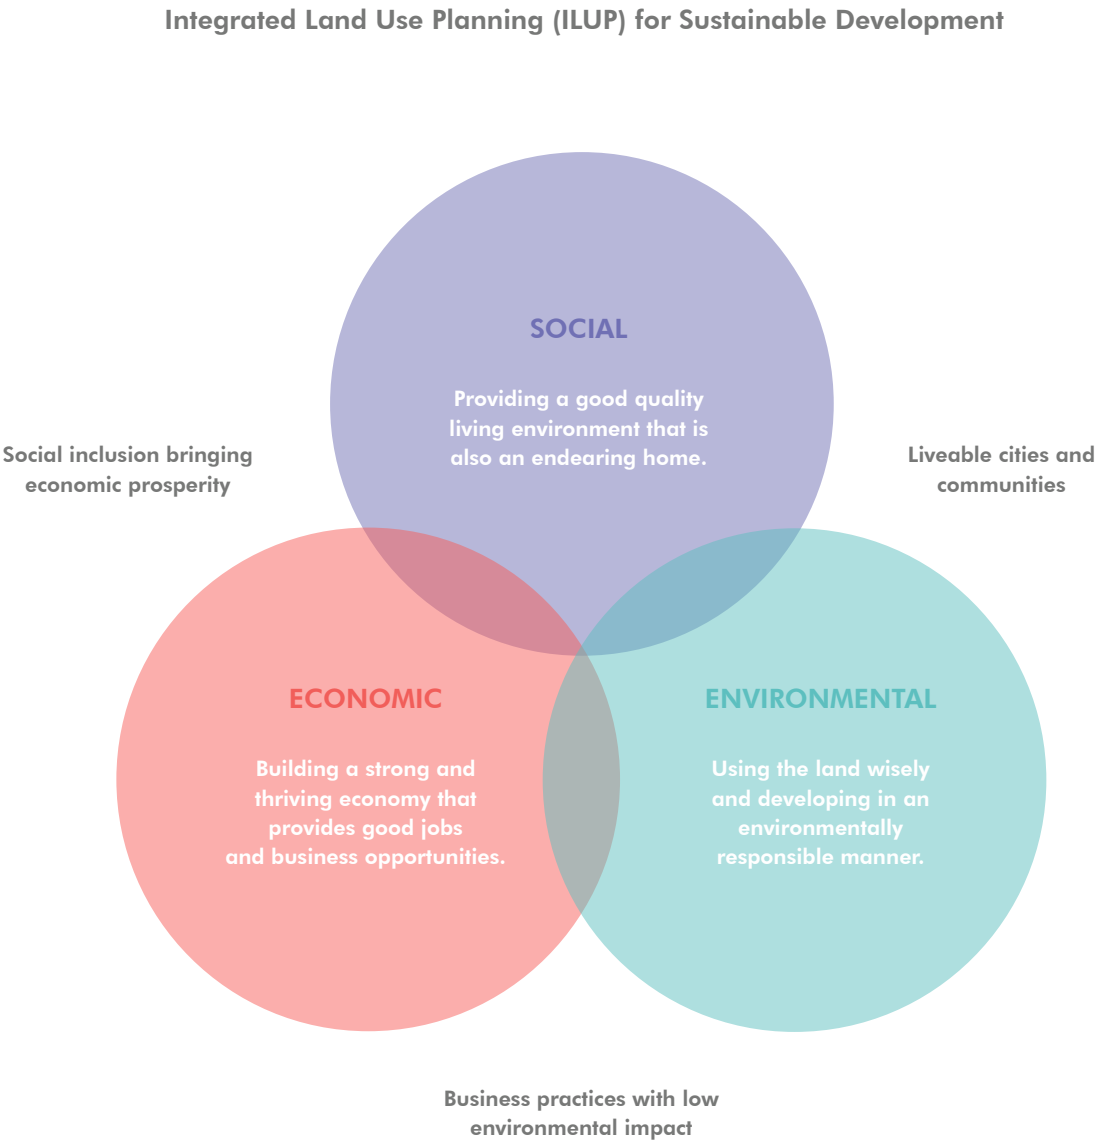 Integrated Land Use Planning (ILUP) for Sustainable Development
SOCIAL
Providing a good quality
living environment that is
also an endearing home.
Social inclusion bringing
economic prosperity
Liveable cities and
communities
ECONOMIC
Building a strong and
thriving economy that
provides good jobs
and business opportunities.
ENVIRONMENTAL
Using the land wisely
and developing in an
environmentally
responsible manner.
Business practices with low
environmental impact